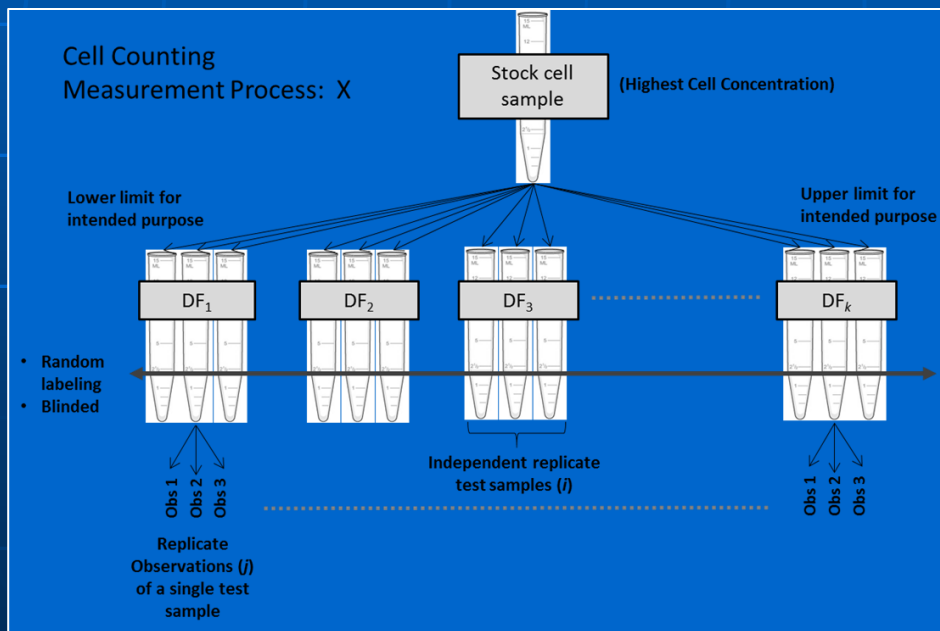 Cell Counting
Measurement Process: X
Stock cell
sample
(Highest Cell Concentration)
Lower limit for
intended purpose
Upper limit for
intended purpose
DF1
DF2
DF3
DFk
• Random
labeling
• Blinded
Independent replicate
test samples (i)
Obs 1
Obs 2
Obs 3
Obs 1
Obs 2
Obs 3
Replicate
Observations (j)
of a single test
sample